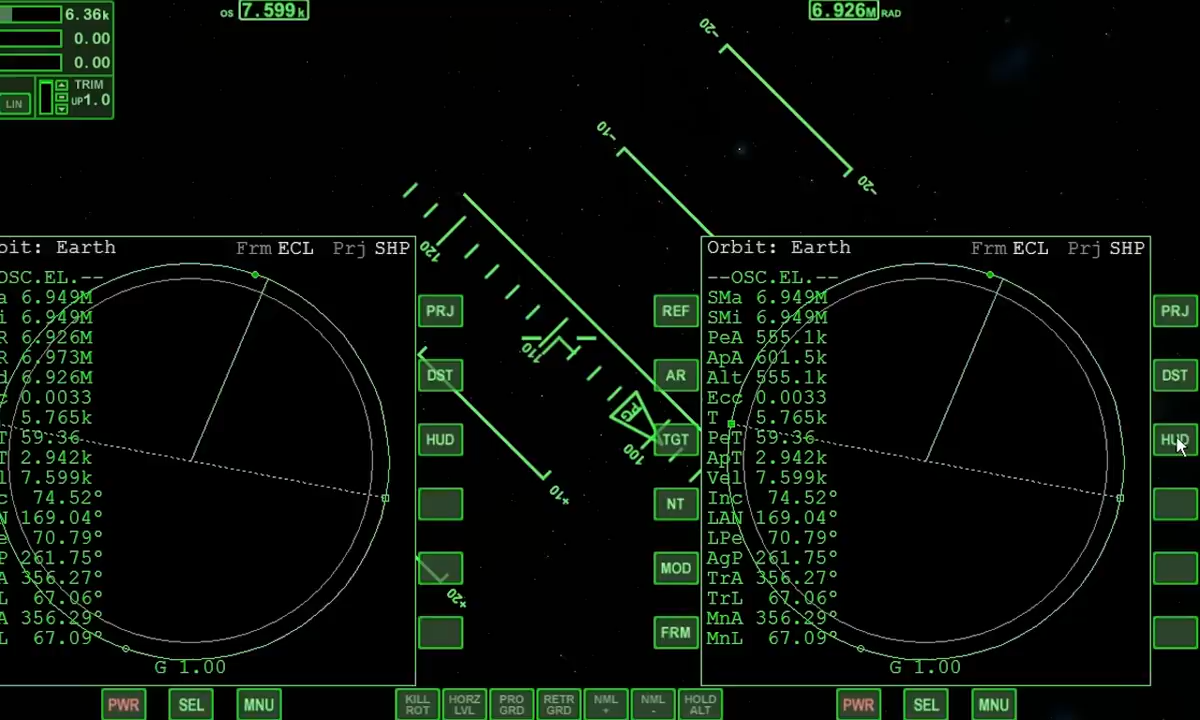 6.36k
0.00
0.00
TRIM
LIN
UP 1.0
OS 7.599k
6.926M RAD
-20-
-20-
-10-
120
110
100
PG
+10
+20
bit: Earth Frm ECL Prj SHP
OSC.EL.--
a 6.949M
i 6.949M
R 6.926M
R 6.973M
d 6.926M
c 0.0033
T 5.765k
T 59.36
T 2.942k
l 7.599k
c 74.52°
N 169.04°
e 70.79°
P 261.75°
A 356.27°
L 67.06°
A 356.29°
L 67.09°
G 1.00
PRJ
DST
HUD
REF
AR
TGT
NT
MOD
FRM
Orbit: Earth Frm ECL Prj SHP
--OSC.EL.--
SMa 6.949M
SMi 6.949M
PeA 555.1k
ApA 601.5k
Alt 555.1k
Ecc 0.0033
T 5.765k
PeT 59.36
ApT 2.942k
Vel 7.599k
Inc 74.52°
LAN 169.04°
LPe 70.79°
AgP 261.75°
TrA 356.27°
TrL 67.06°
MnA 356.29°
MnL 67.09°
G 1.00
PRJ
DST
HUD
PWR SEL MNU
KILL ROT
HORZ LVL
PRO GRD
RETR GRD
NML +
NML -
HOLD ALT
PWR SEL MNU